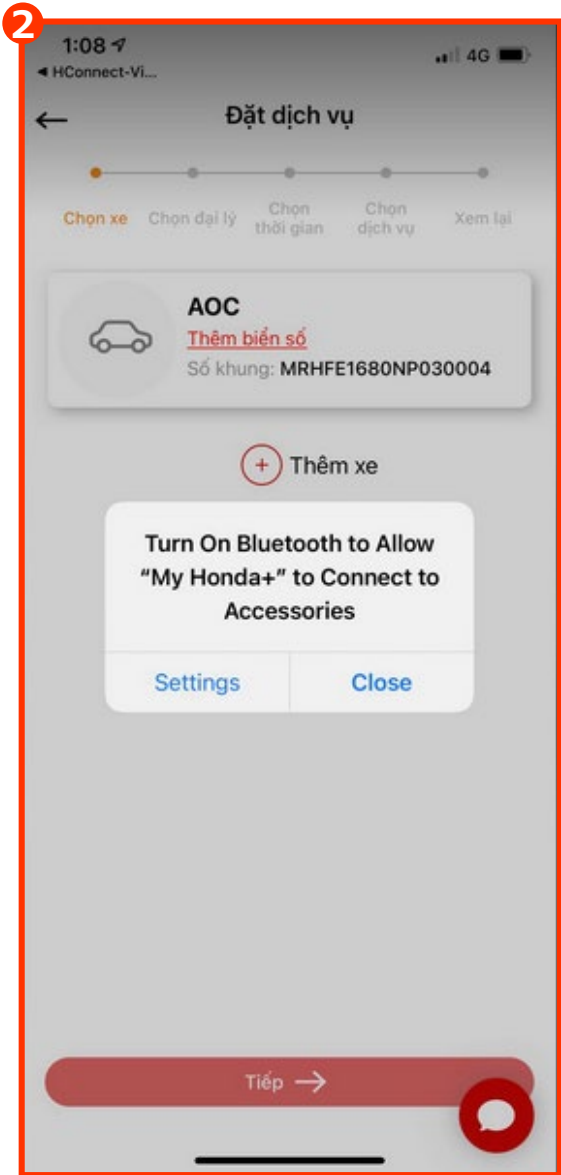 2
1:08
4G
HConnect-Vi...
Đặt dịch vụ
Chọn xe
Chọn đại lý
Chọn
thời gian
Chọn
dịch vụ
Xem lại
AOC
Thêm biển số
Số khung: MRHFE1680NP030004
Thêm xe
Turn On Bluetooth to Allow
“My Honda+” to Connect to
Accessories
Settings
Close
Tiếp